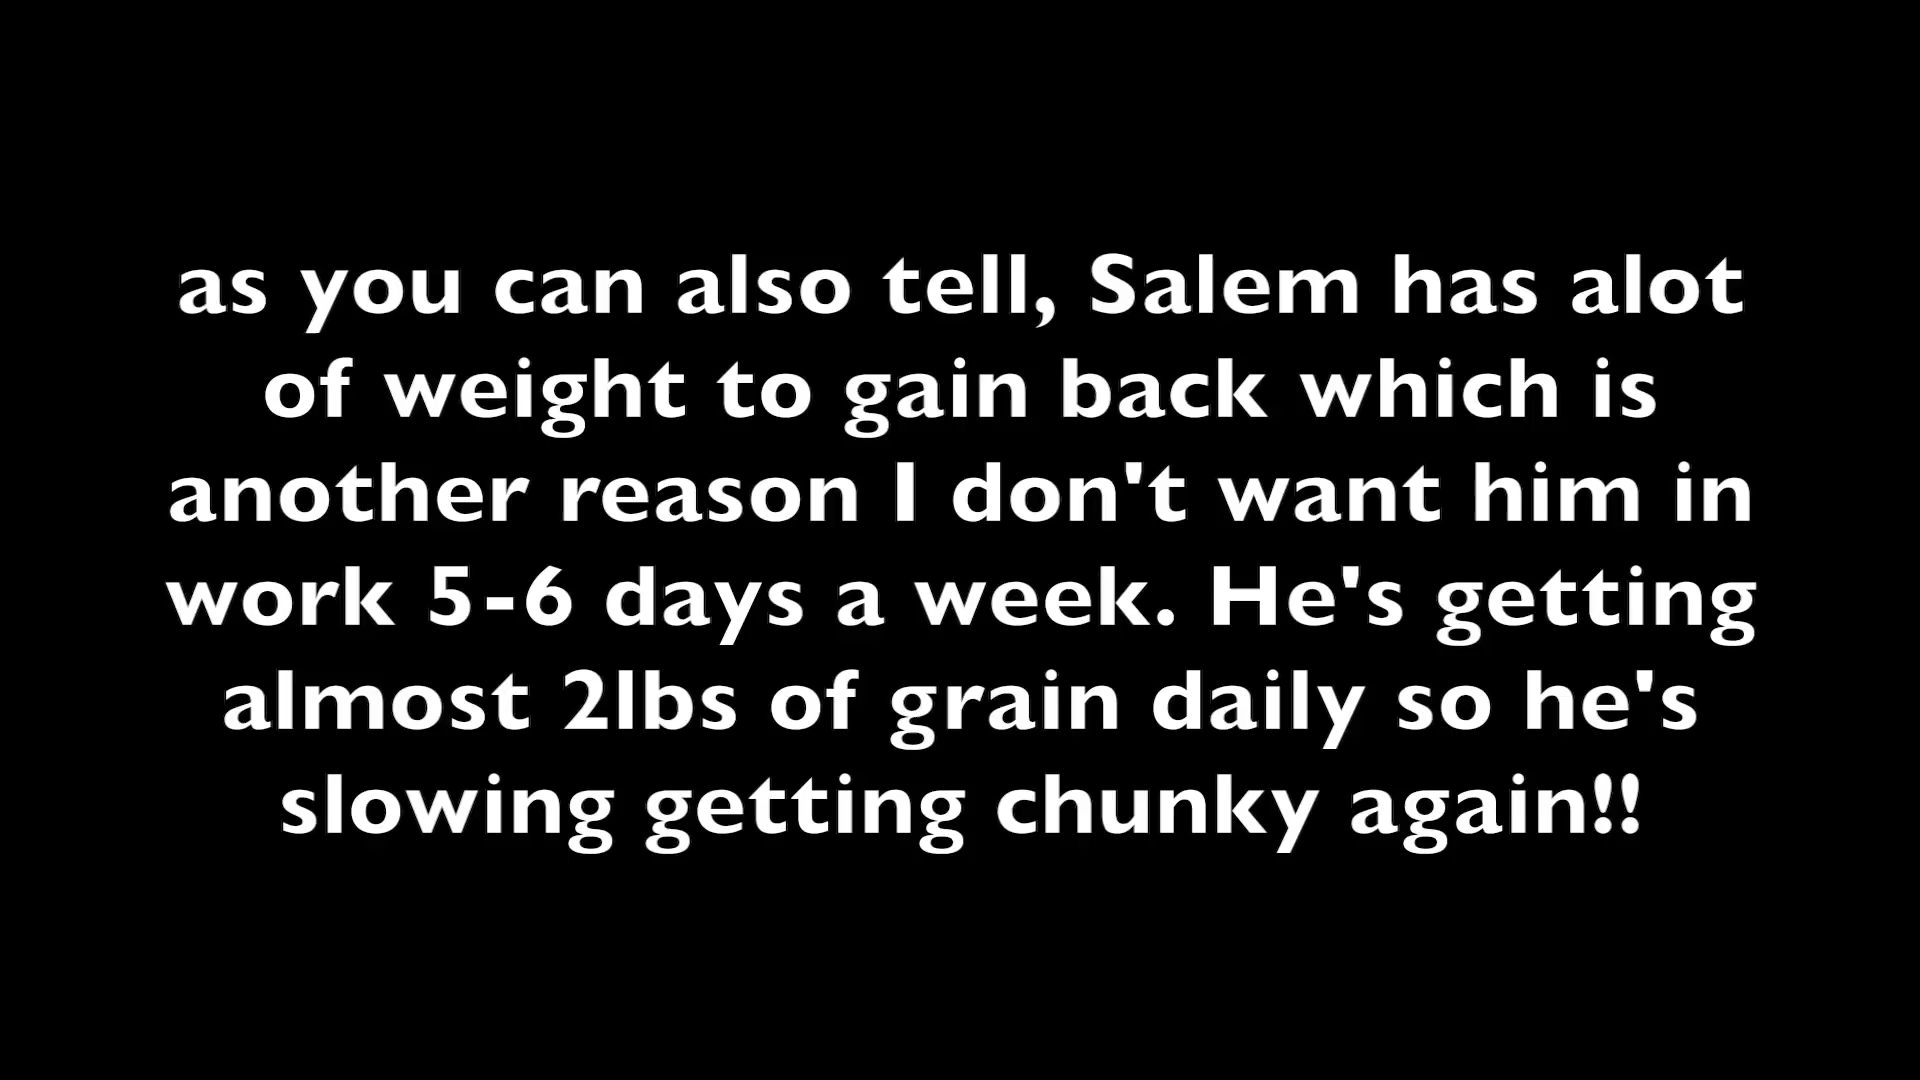 as you can also tell, Salem has alot
of weight to gain back which is
another reason I don't want him in
work 5-6 days a week. He's getting
almost 2lbs of grain daily so he's
slowing getting chunky again!!